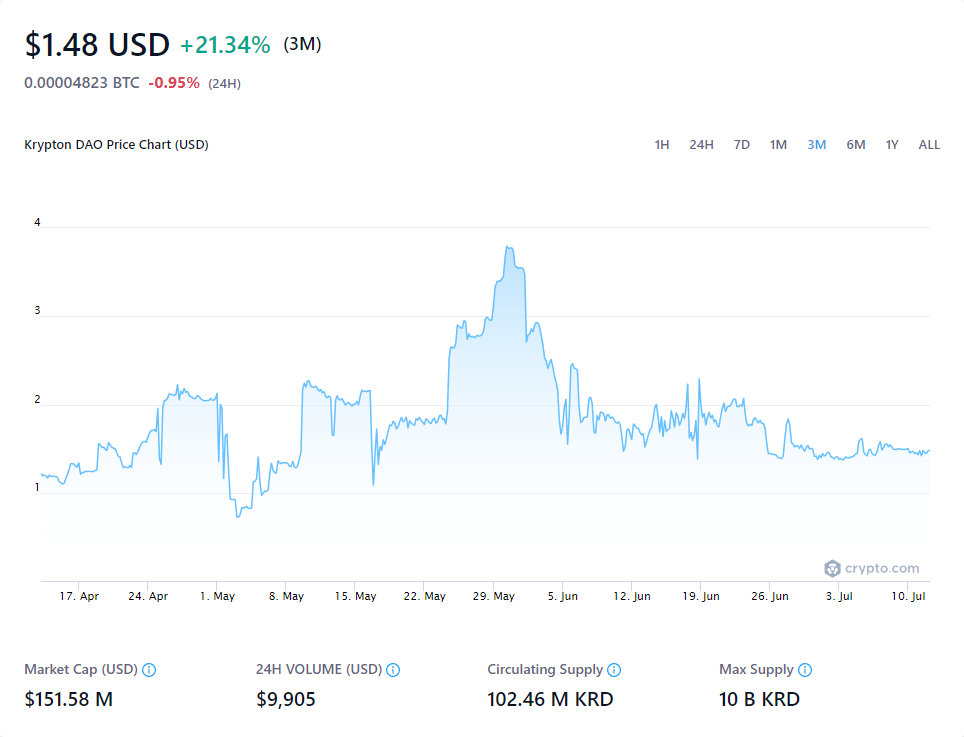 $1.48 USD +21.34% (3M)
0.00004823 BTC -0.95% (24H)
Krypton DAO Price Chart (USD)
1H 24H 7D 1M 3M 6M 1Y ALL
4
3
2
1
crypto.com
17. Apr 24. Apr 1. May 8. May 15. May 22. May 29. May 5. Jun 12. Jun 19. Jun 26. Jun 3. Jul 10. Jul
Market Cap (USD) 24H VOLUME (USD) Circulating Supply Max Supply
$151.58 M $9,905 102.46 M KRD 10 B KRD